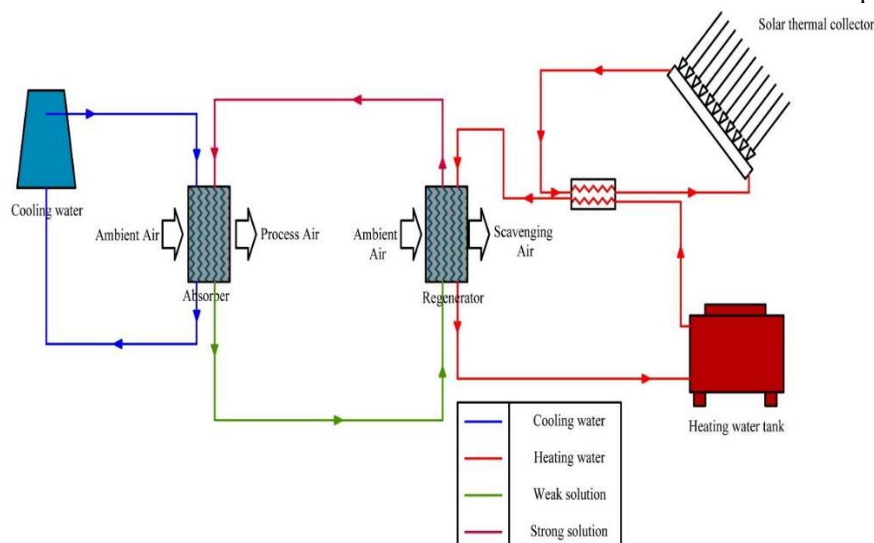 Solar thermal collector
Cooling water
Ambient Air
Process Air
Ambient
Air
Scavenging
Air
Absorber
Regenerator
Heating water tank
Cooling water
Heating water
Weak solution
Strong solution